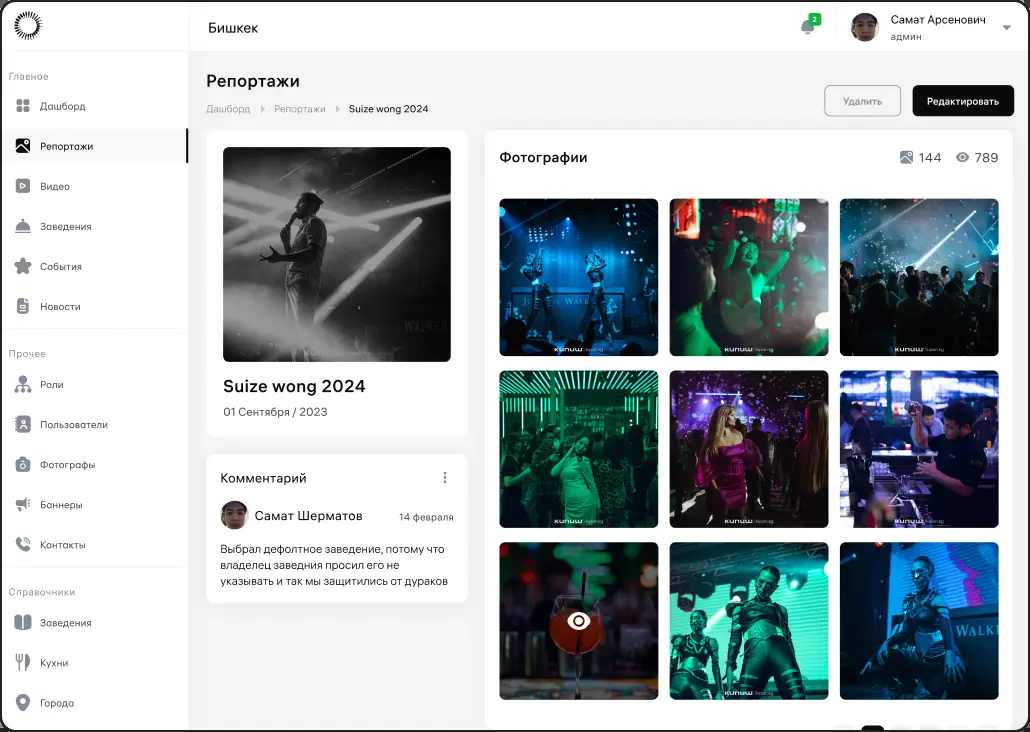 Бишкек
2
Самат Арсенович
админ
Главное
Дашборд
Репортажи
Видео
Заведения
События
Новости
Прочее
Роли
Пользователи
Фотографы
Баннеры
Контакты
Справочники
Заведения
Кухни
Города
Репортажи
Дашборд Репортажи Suize wong 2024
Удалить
Редактировать
Suize wong 2024
01 Сентября / 2023
Комментарий
Самат Шерматов
14 февраля
Выбрал дефолтное заведение, потому что
владелец заведния просил его не
указывать и так мы защитились от дураков
Фотографии
144
789